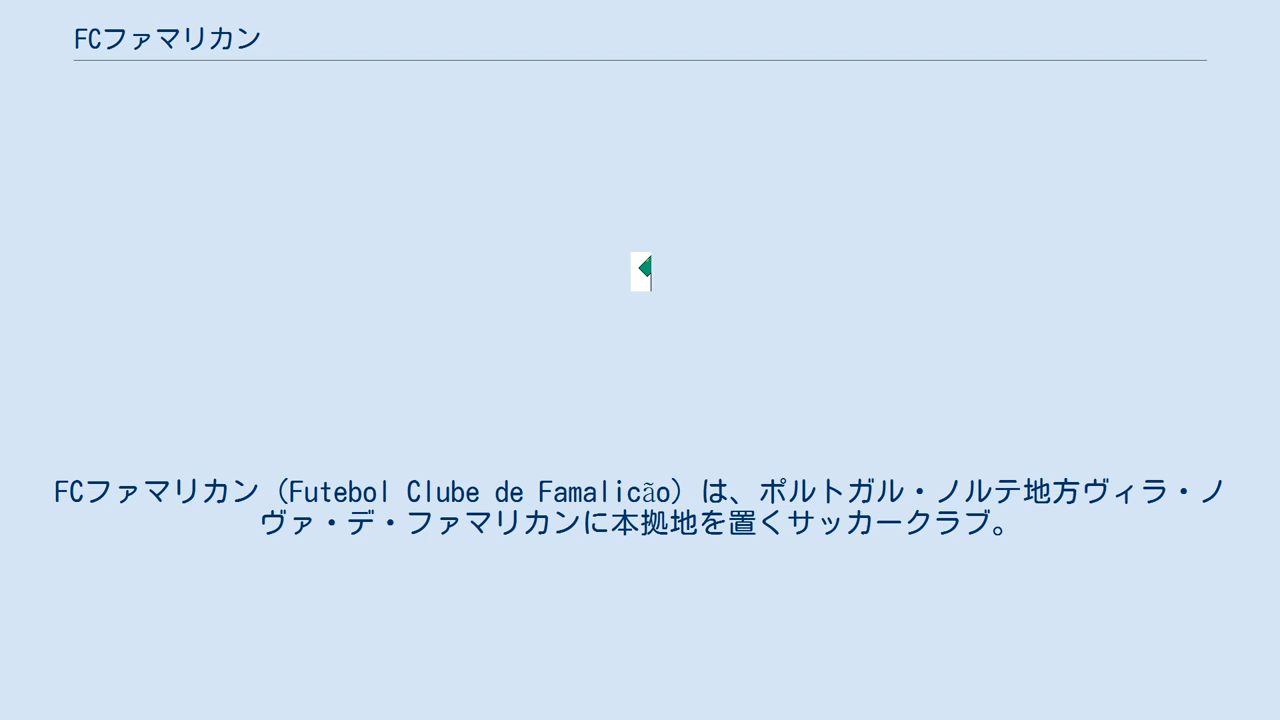 FCファマリカン
FCファマリカン（Futebol Clube de Famalicão）は、ポルトガル・ノルテ地方ヴィラ・ノ
ヴァ・デ・ファマリカンに本拠地を置くサッカークラブ。